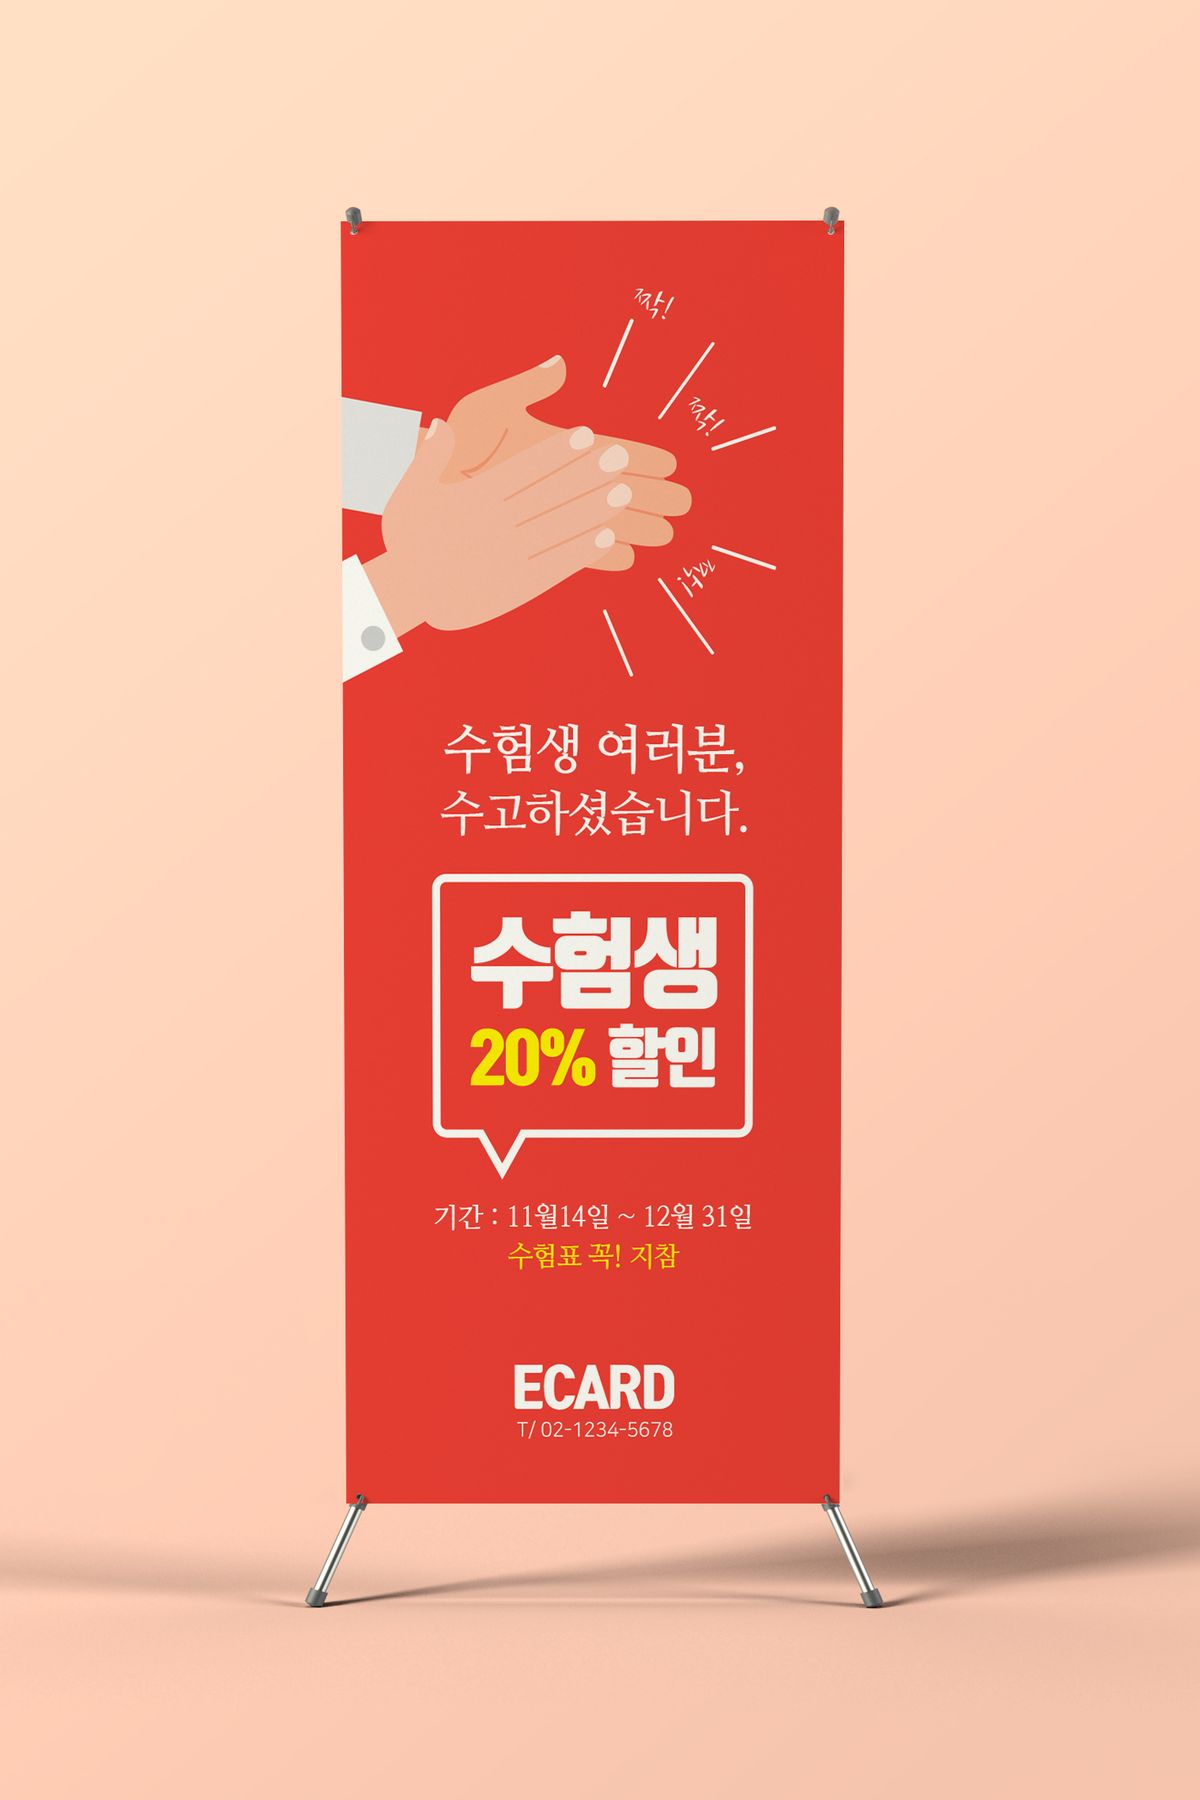 짝!
짝!
짝!
수험생 여러분,
수고하셨습니다.
수험생
20% 할인
기간 : 11월14일 ~ 12월 31일
수험표 꼭! 지참
ECARD
T/ 02-1234-5678